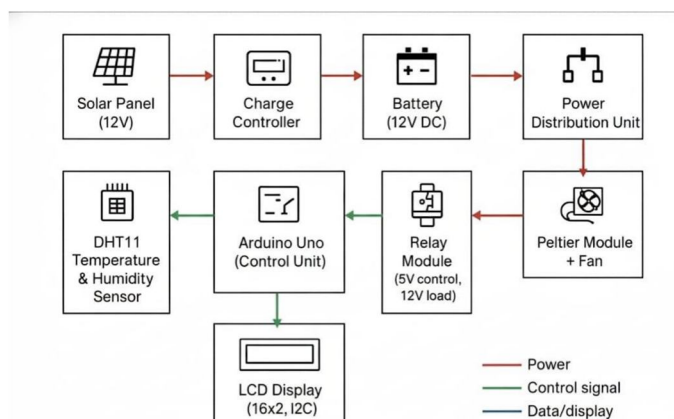 Solar Panel
(12V)
Charge
Controller
Battery
(12V DC)
Power
Distribution Unit
DHT11
Temperature
& Humidity
Sensor
Arduino Uno
(Control Unit)
Relay
Module
(5V control,
12V load)
Peltier Module
+ Fan
LCD Display
(16x2, I2C)
Power
Control signal
Data/display